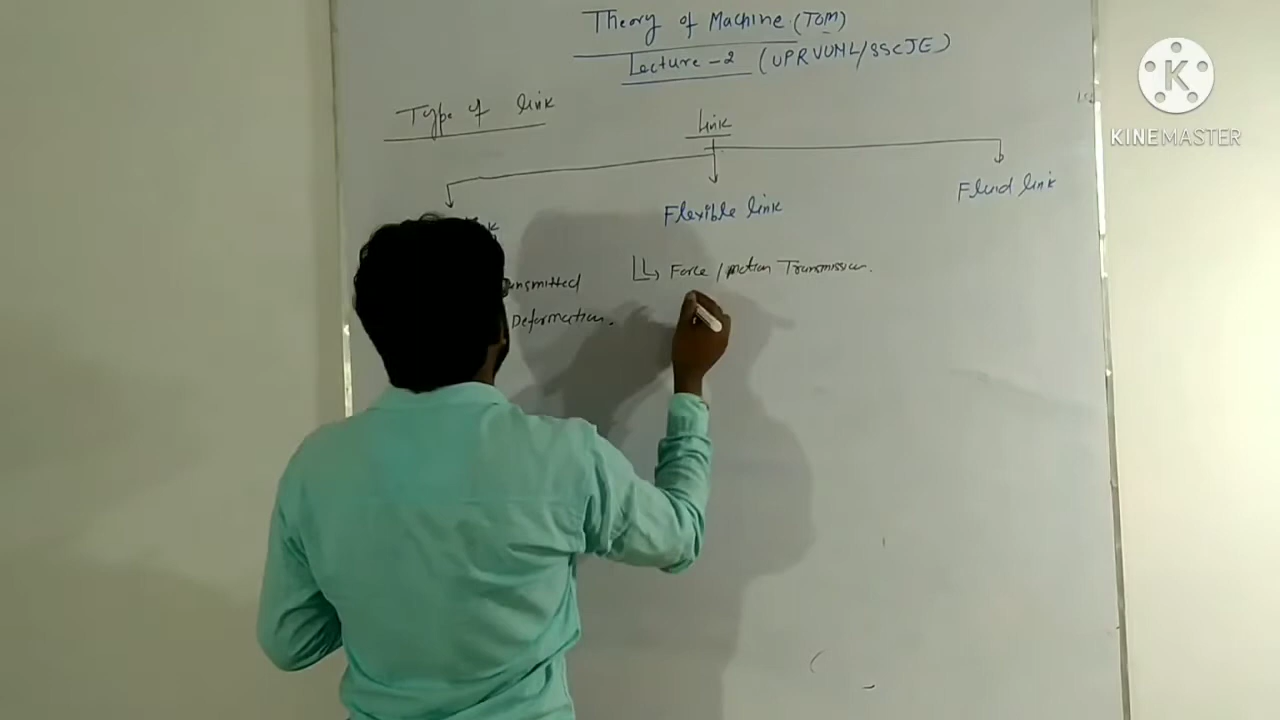 Theory of Machine (TOM)
Lecture - 2 (UPRVUNL/SSCJE)
Type of link
Link
Flexible link
Fluid link
Force / motion Transmission.
Deformation.
K
KINEMASTER